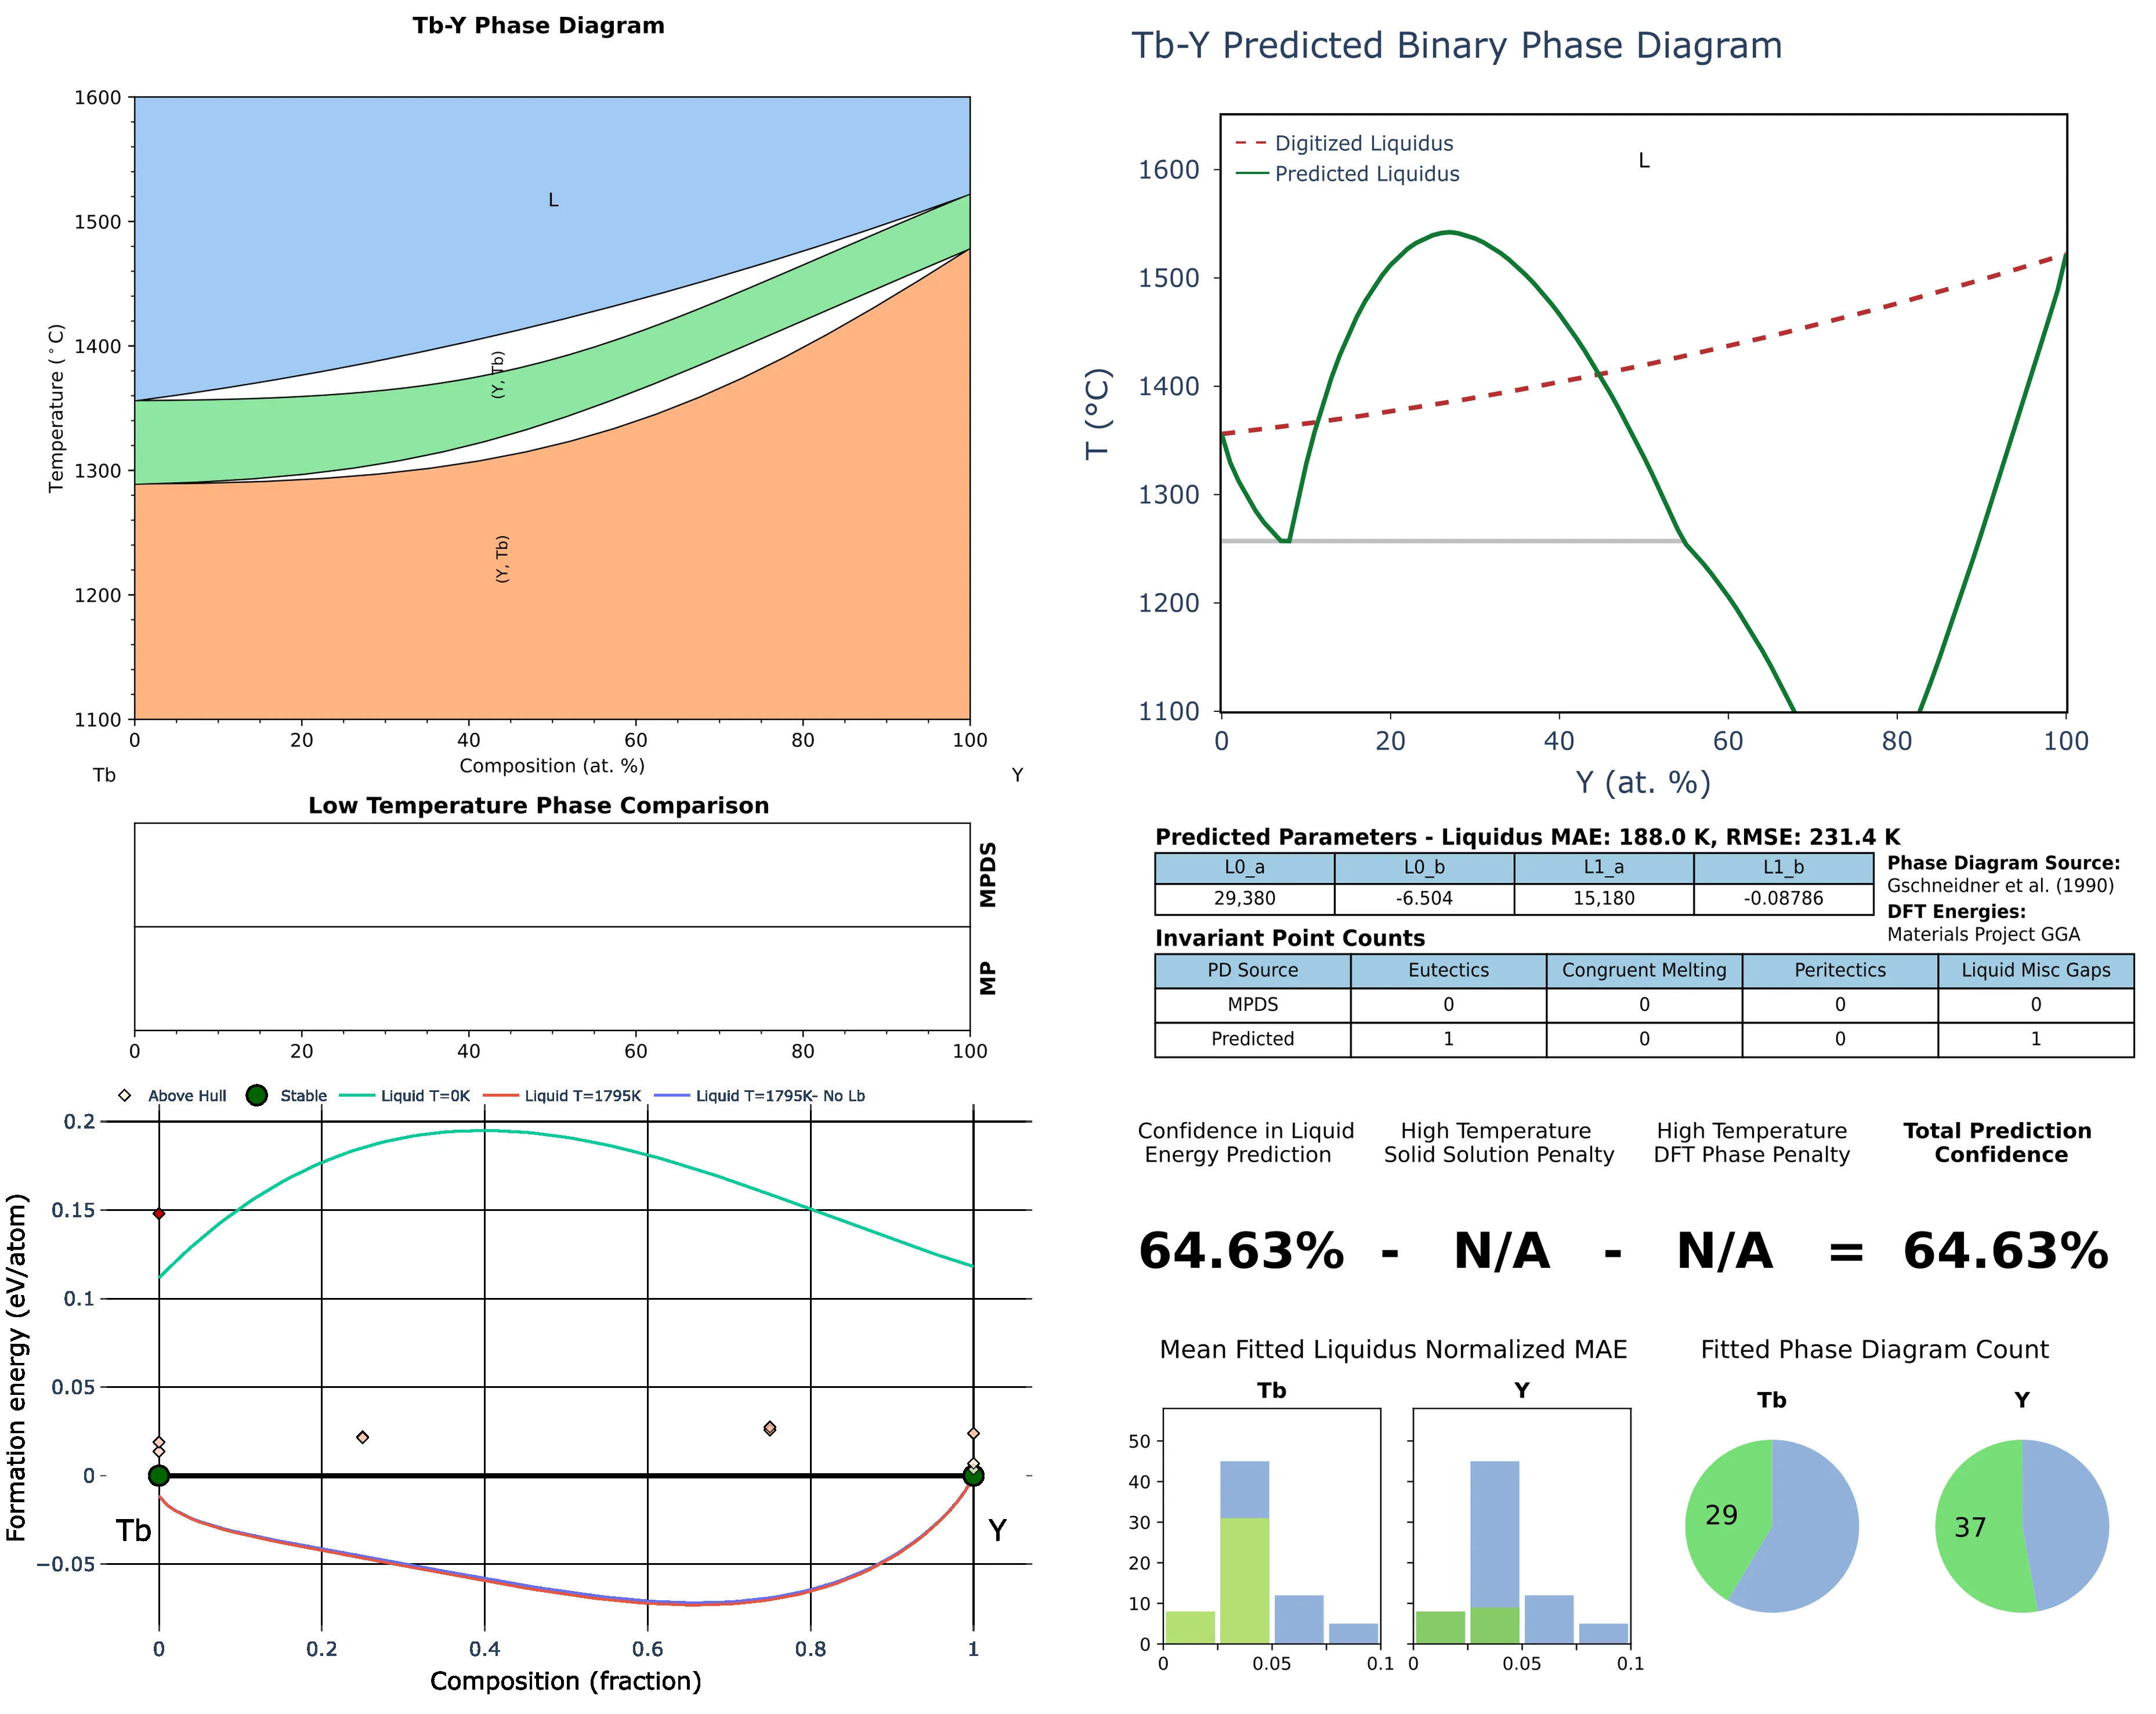 Tb-Y Phase Diagram
1600
1500
1400
1300
1200
1100
Temperature (°C)
L
(Y, Tb)
(Y, Tb)
0 20 40 60 80 100
Composition (at. %)
Tb Y
Low Temperature Phase Comparison
MPDS
MP
0 20 40 60 80 100
Above Hull Stable Liquid T=0K Liquid T=1795K Liquid T=1795K- No Lb
0.2
0.15
0.1
0.05
0
−0.05
Formation energy (eV/atom)
Tb Y
0 0.2 0.4 0.6 0.8 1
Composition (fraction)
Tb-Y Predicted Binary Phase Diagram
Digitized Liquidus
Predicted Liquidus
L
1600
1500
1400
1300
1200
1100
T (°C)
0 20 40 60 80 100
Y (at. %)
Predicted Parameters - Liquidus MAE: 188.0 K, RMSE: 231.4 K
L0_a L0_b L1_a L1_b
29,380 -6.504 15,180 -0.08786
Phase Diagram Source:
Gschneidner et al. (1990)
DFT Energies:
Materials Project GGA
Invariant Point Counts
PD Source Eutectics Congruent Melting Peritectics Liquid Misc Gaps
MPDS 0 0 0 0
Predicted 1 0 0 1
Confidence in Liquid
Energy Prediction
High Temperature
Solid Solution Penalty
High Temperature
DFT Phase Penalty
Total Prediction
Confidence
64.63% - N/A - N/A = 64.63%
Mean Fitted Liquidus Normalized MAE
Tb Y
50
40
30
20
10
0
0 0.05 0.1 0 0.05 0.1
Fitted Phase Diagram Count
Tb Y
29 37